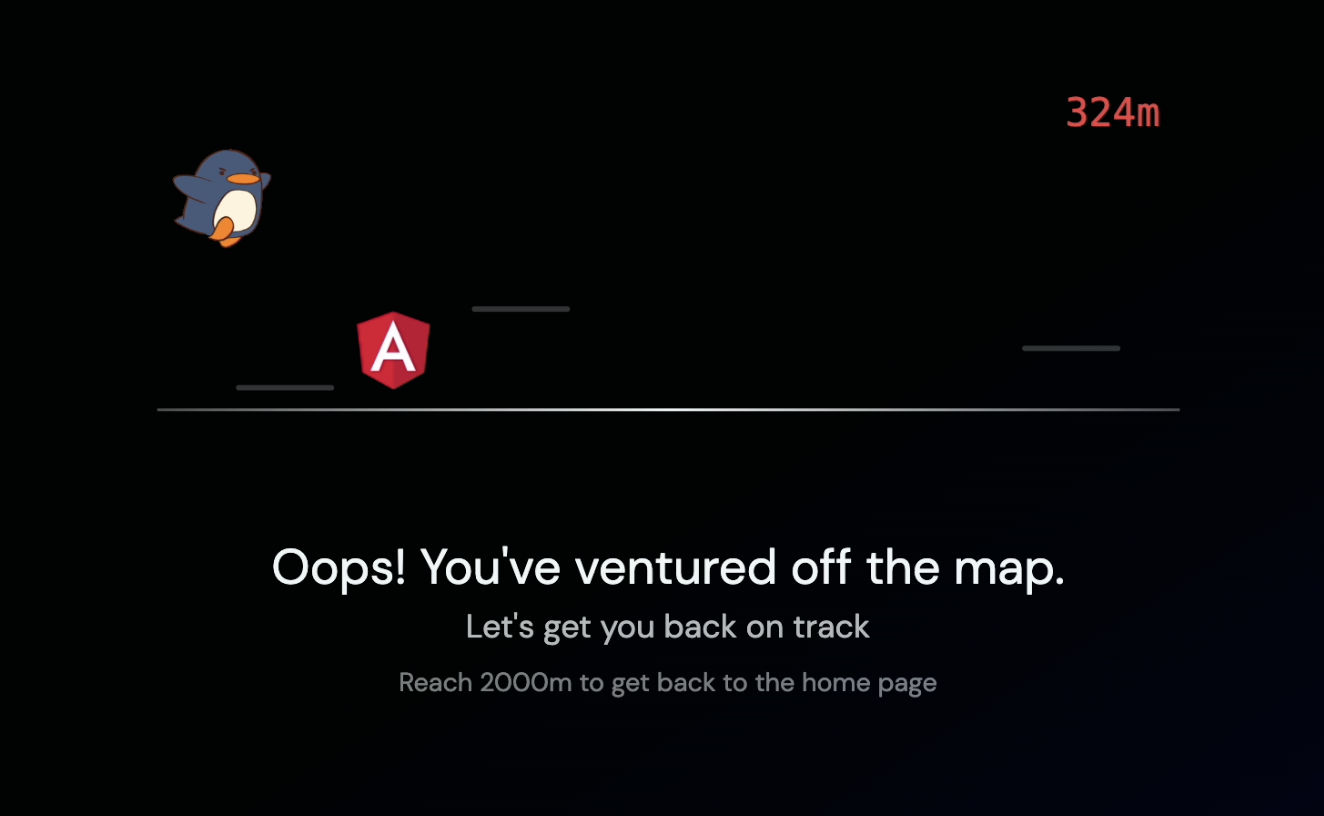 324m
A
Oops! You've ventured off the map.
Let's get you back on track
Reach 2000m to get back to the home page